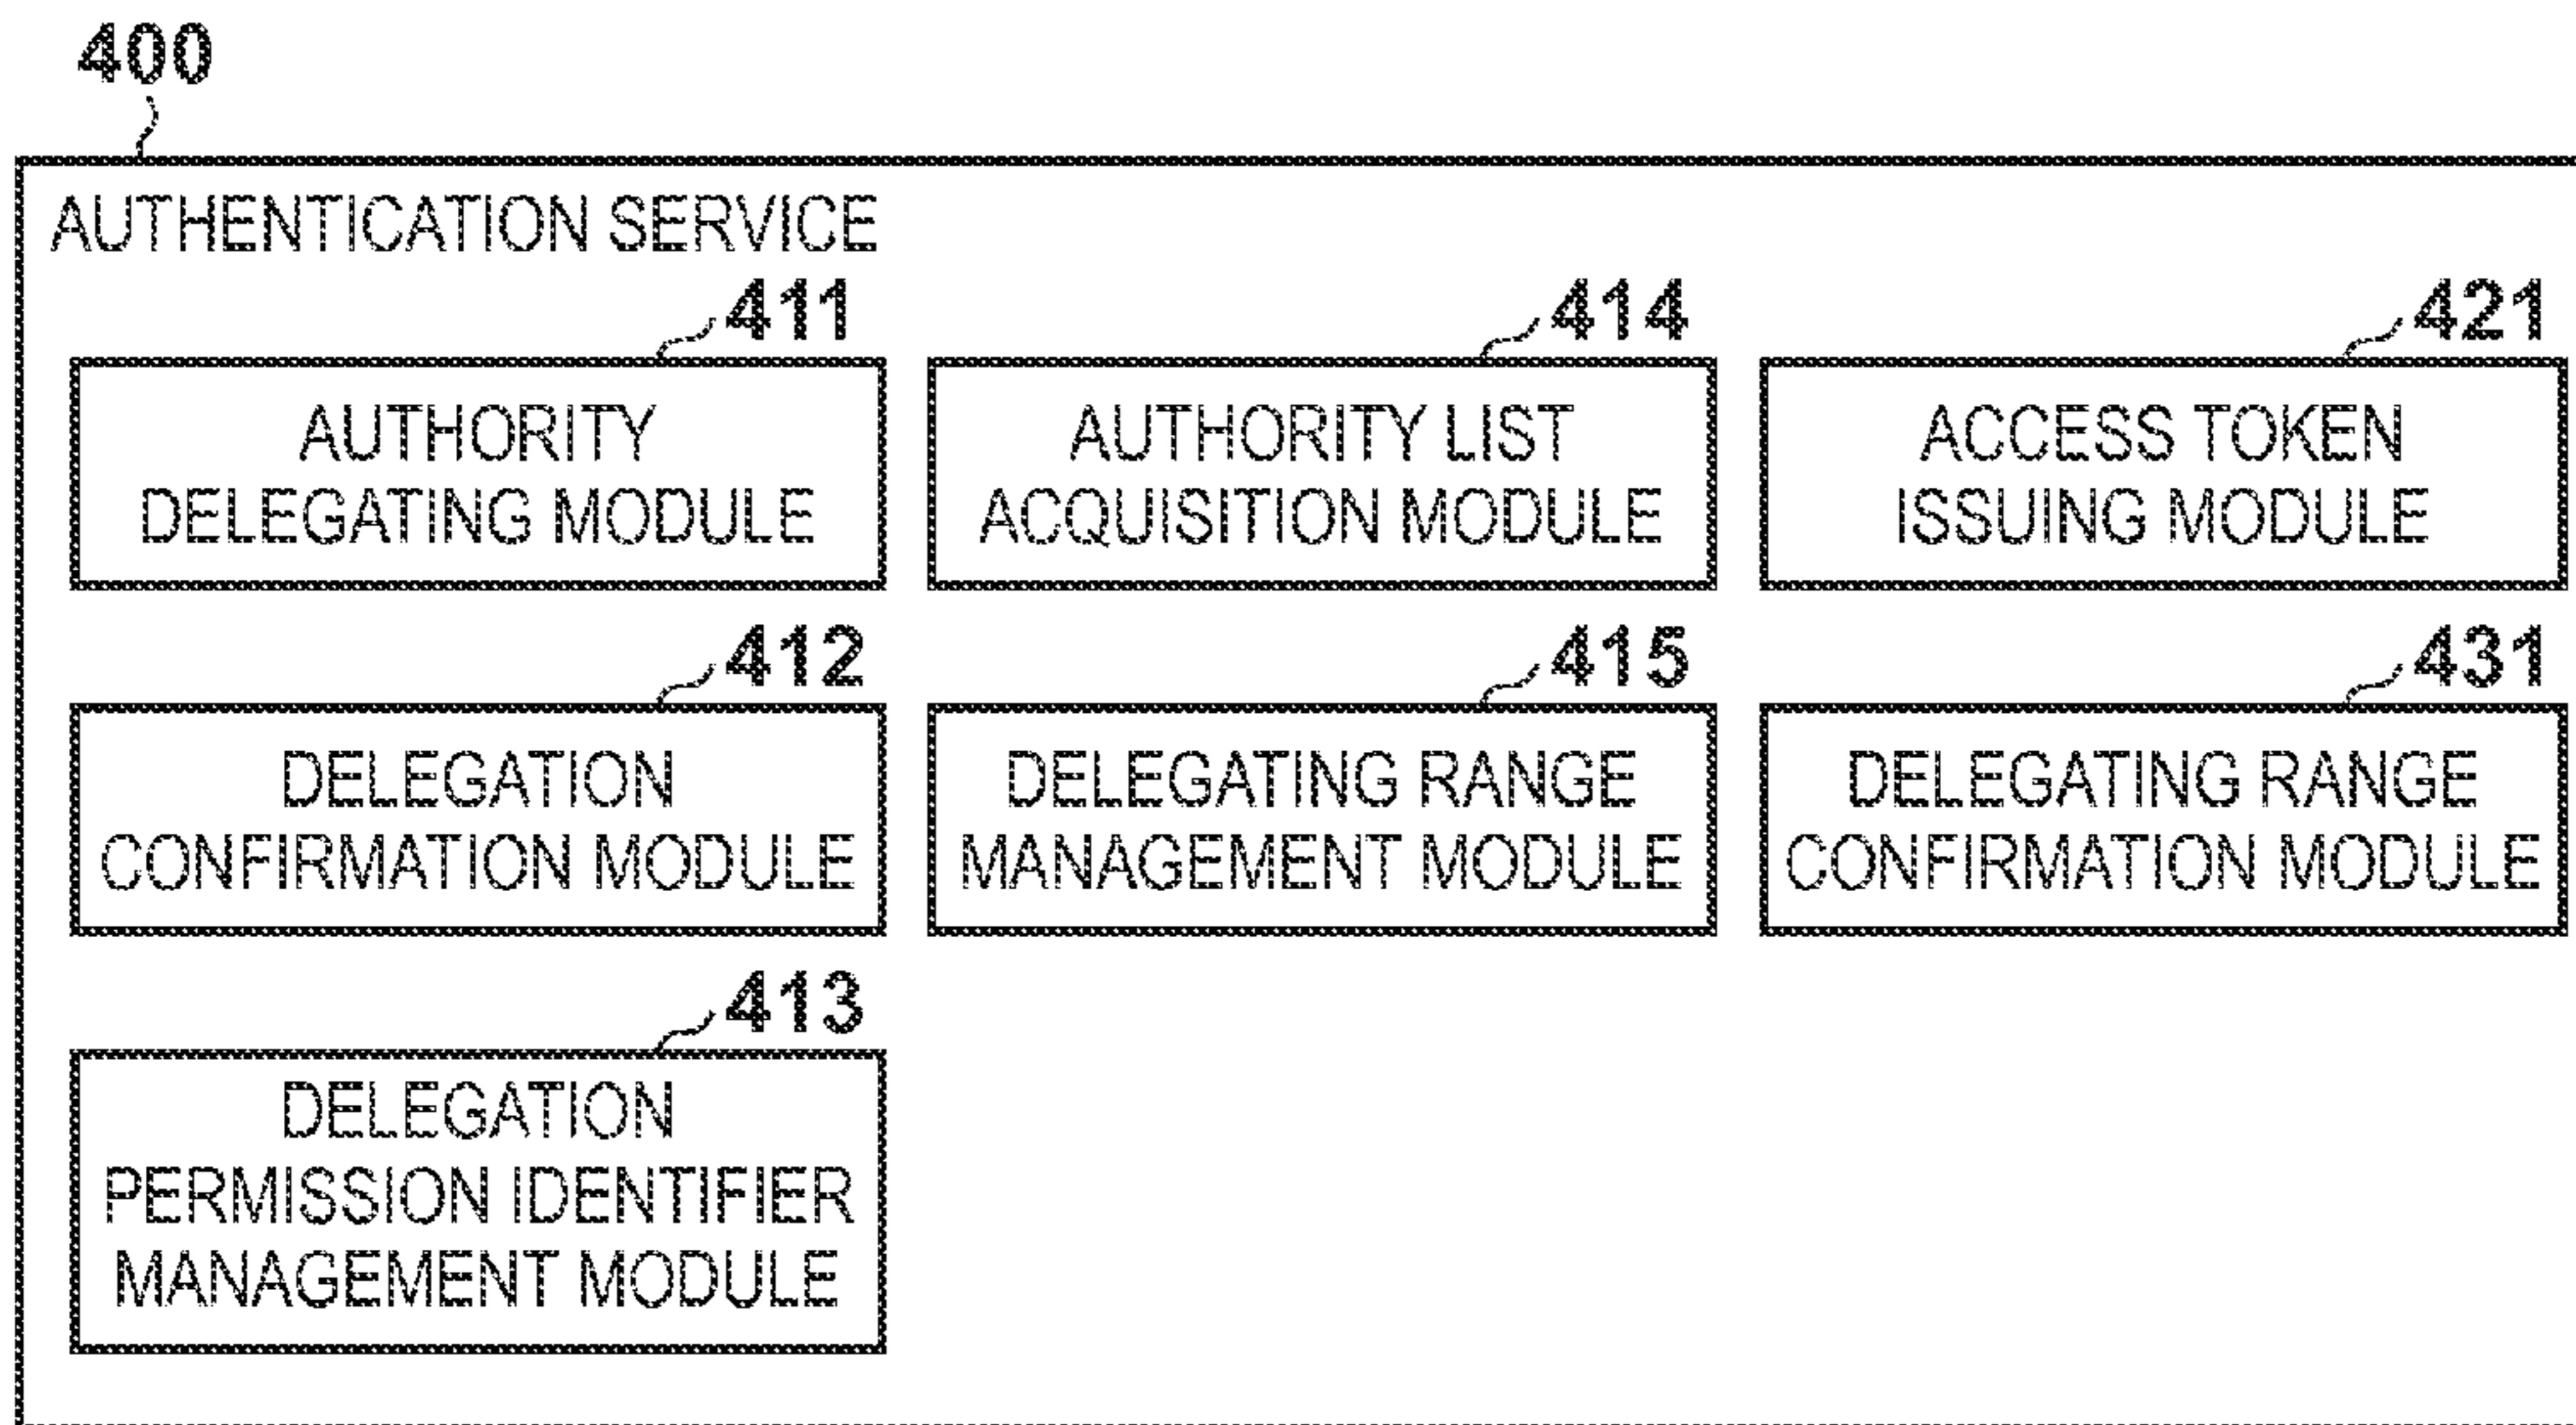 400
AUTHENTICATION SERVICE
411
AUTHORITY
DELEGATING MODULE
414
AUTHORITY LIST
ACQUISITION MODULE
421
ACCESS TOKEN
ISSUING MODULE
412
DELEGATION
CONFIRMATION MODULE
415
DELEGATING RANGE
MANAGEMENT MODULE
431
DELEGATING RANGE
CONFIRMATION MODULE
413
DELEGATION
PERMISSION IDENTIFIER
MANAGEMENT MODULE